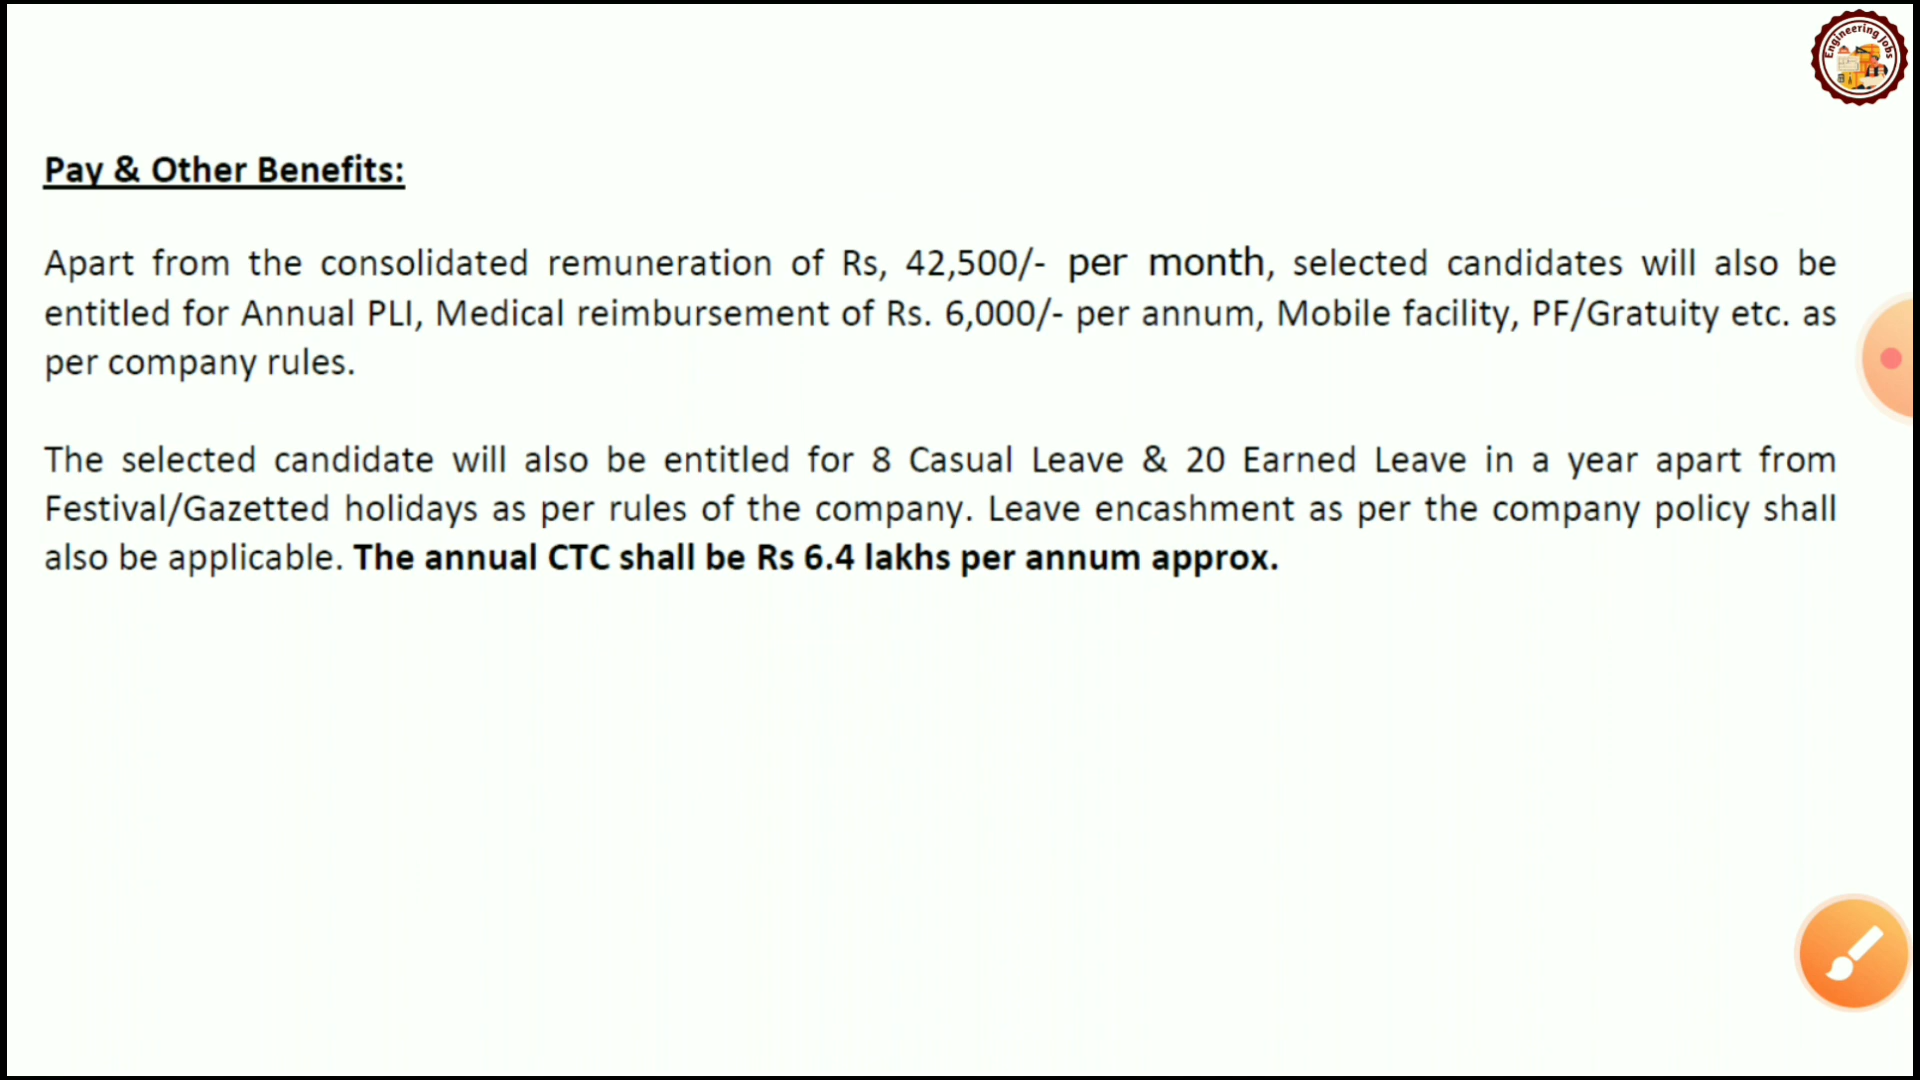 Engineering Jobs
Pay & Other Benefits:
Apart from the consolidated remuneration of Rs, 42,500/- per month, selected candidates will also be
entitled for Annual PLI, Medical reimbursement of Rs. 6,000/- per annum, Mobile facility, PF/Gratuity etc. as
per company rules.
The selected candidate will also be entitled for 8 Casual Leave & 20 Earned Leave in a year apart from
Festival/Gazetted holidays as per rules of the company. Leave encashment as per the company policy shall
also be applicable. The annual CTC shall be Rs 6.4 lakhs per annum approx.